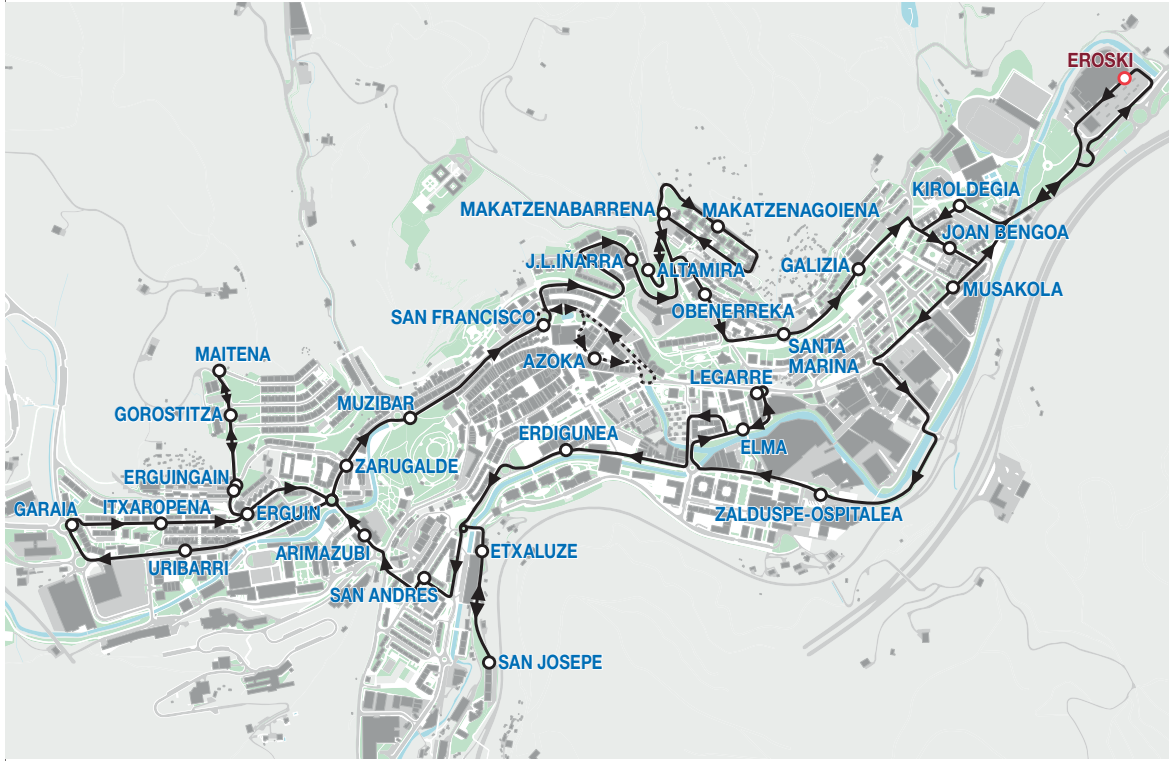 EROSKI
KIROLDEGIA
MAKATZENABARRENA
MAKATZENAGOIENA
JOAN BENGOA
J.L.IÑARRA
ALTAMIRA
GALIZIA
MUSAKOLA
OBENERREKA
SAN FRANCISCO
SANTA
MARINA
MAITENA
AZOKA
LEGARRE
MUZIBAR
GOROSTITZA
ERDIGUNEA
ELMA
ZARUGALDE
ERGUINGAIN
GARAIA
ITXAROPENA
ERGUIN
ZALDUSPE-OSPITALEA
ARIMAZUBI
ETXALUZE
URIBARRI
SAN ANDRES
SAN JOSEPE